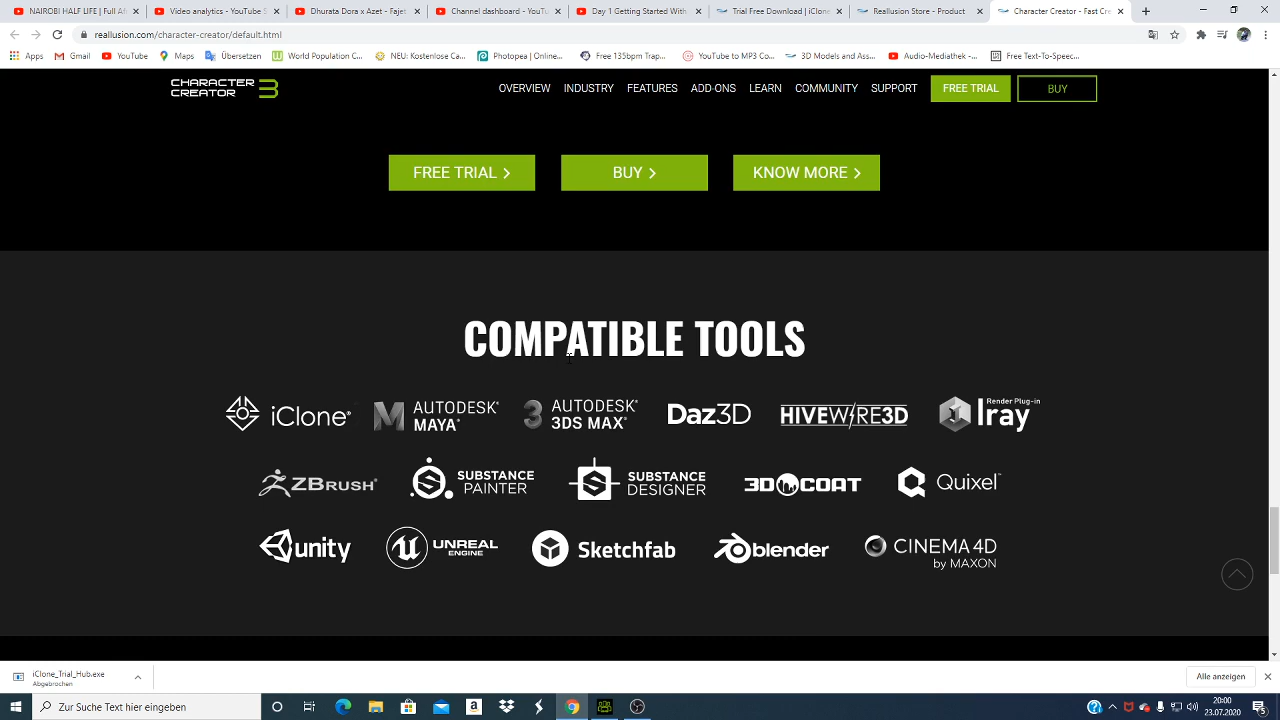 NAIROBI HALF LIFE | Full Af
Video analytics - YouTube S
Dhurata Dora x Azet - Fajet
Channel dashboard - YouTu
Day 1 Getting Started With
Trial Free Download | iClone
Reallusion Store - Product
Character Creator - Fast Cre
reallusion.com/character-creator/default.html
Apps
Gmail
YouTube
Maps
World Population C...
NEU: Kostenloser C...
Photopea | Online...
Free 135bpm Trap...
YouTube to MP3 Co...
3D Models and Ass...
Audio-Mediathek -...
Free Text-To-Speec...
CHARACTER
CREATOR 3
OVERVIEW
INDUSTRY
FEATURES
ADD-ONS
LEARN
COMMUNITY
SUPPORT
FREE TRIAL
BUY
FREE TRIAL
BUY
KNOW MORE
COMPATIBLE TOOLS
iClone®
AUTODESK®
MAYA®
AUTODESK®
3DS MAX®
Daz3D
HIVEWIRE3D
Render Plug-in
Iray
ZBRUSH®
SUBSTANCE
PAINTER
SUBSTANCE
DESIGNER
3DCOAT
Quixel™
unity
UNREAL
ENGINE
Sketchfab
blender
CINEMA 4D
by MAXON
iClone_Trial_Hub.exe
Abgebrochen
Alle anzeigen
Zur Suche Text hier eingeben
20:00
23.07.2020